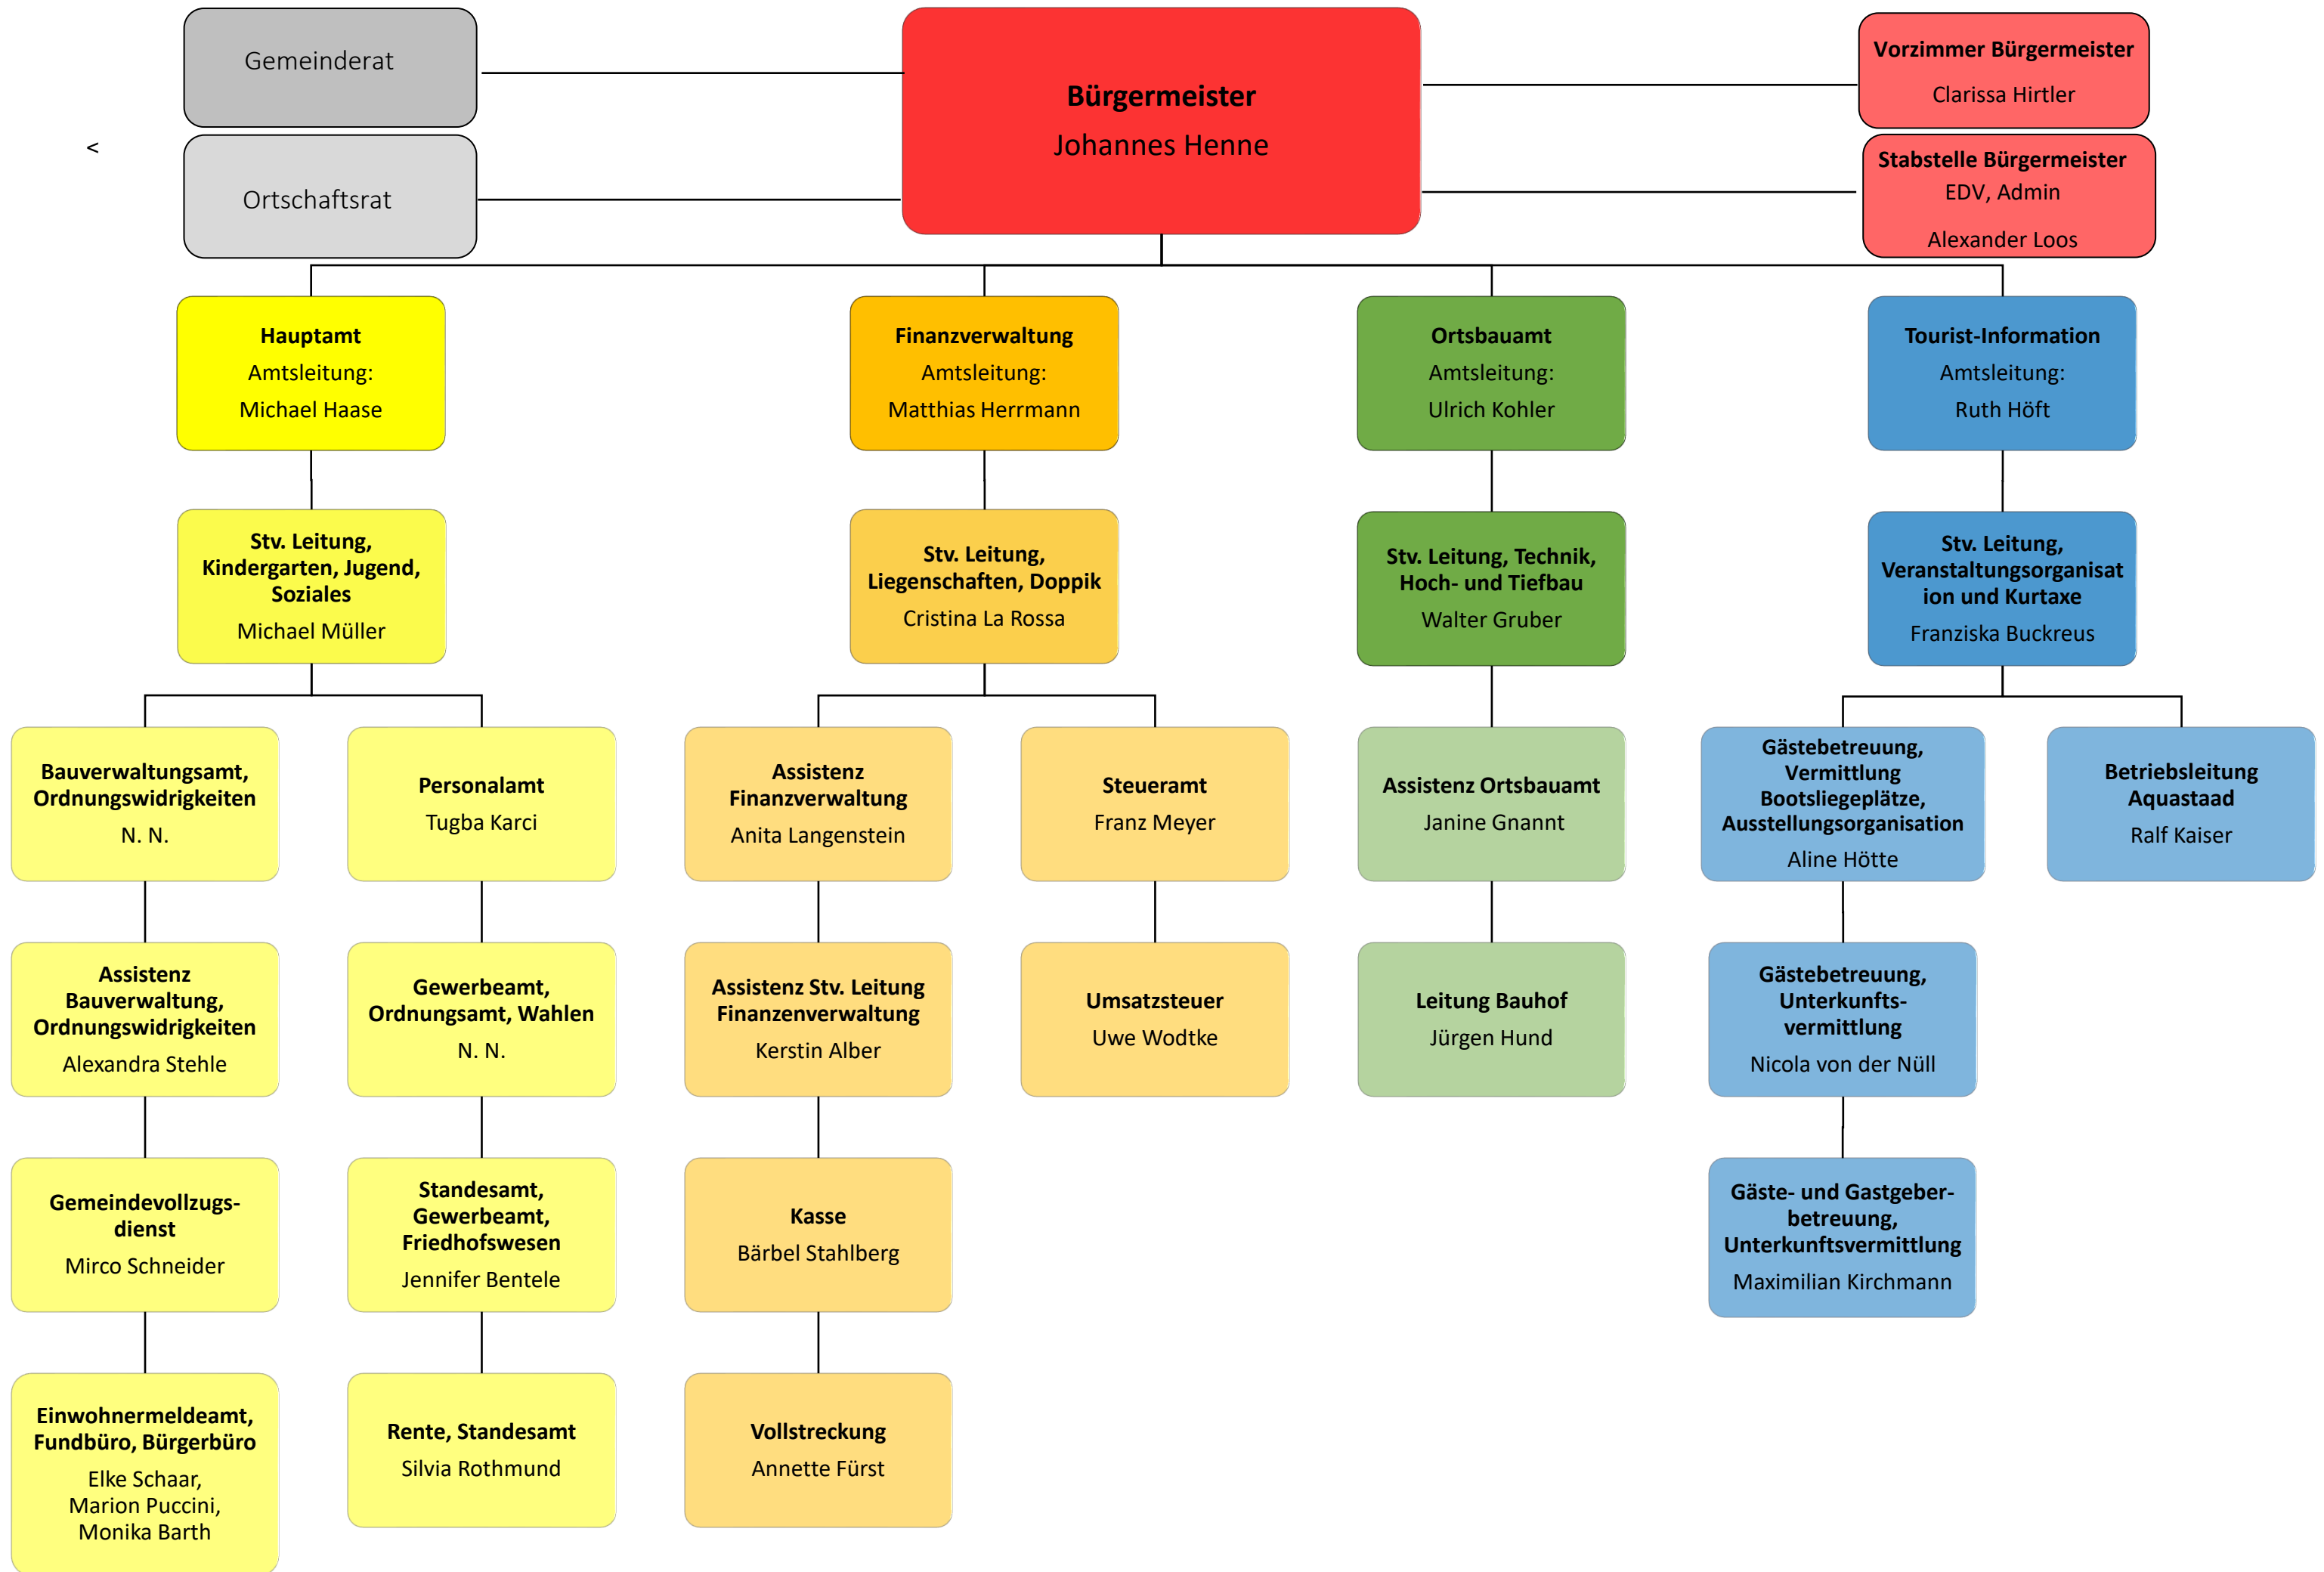 Gemeinderat
Ortschaftsrat
<
Bürgermeister
Johannes Henne
Vorzimmer Bürgermeister
Clarissa Hirtler
Stabstelle Bürgermeister
EDV, Admin
Alexander Loos
Hauptamt
Amtsleitung:
Michael Haase
Finanzverwaltung
Amtsleitung:
Matthias Herrmann
Ortsbauamt
Amtsleitung:
Ulrich Kohler
Tourist-Information
Amtsleitung:
Ruth Höft
Stv. Leitung,
Kindergarten, Jugend,
Soziales
Michael Müller
Stv. Leitung,
Liegenschaften, Doppik
Cristina La Rossa
Stv. Leitung, Technik,
Hoch- und Tiefbau
Walter Gruber
Stv. Leitung,
Veranstaltungsorganisat
ion und Kurtaxe
Franziska Buckreus
Bauverwaltungsamt,
Ordnungswidrigkeiten
N. N.
Personalamt
Tugba Karci
Assistenz
Finanzverwaltung
Anita Langenstein
Steueramt
Franz Meyer
Assistenz Ortsbauamt
Janine Gnannt
Gästebetreuung,
Vermittlung
Bootsliegeplätze,
Ausstellungsorganisation
Aline Hötte
Betriebsleitung
Aquastaad
Ralf Kaiser
Assistenz
Bauverwaltung,
Ordnungswidrigkeiten
Alexandra Stehle
Gewerbeamt,
Ordnungsamt, Wahlen
N. N.
Assistenz Stv. Leitung
Finanzenverwaltung
Kerstin Alber
Umsatzsteuer
Uwe Wodtke
Leitung Bauhof
Jürgen Hund
Gästebetreuung,
Unterkunfts-
vermittlung
Nicola von der Nüll
Gemeindevollzugs-
dienst
Mirco Schneider
Standesamt,
Gewerbeamt,
Friedhofswesen
Jennifer Bentele
Kasse
Bärbel Stahlberg
Gäste- und Gastgeber-
betreuung,
Unterkunftsvermittlung
Maximilian Kirchmann
Einwohnermeldeamt,
Fundbüro, Bürgerbüro
Elke Schaar,
Marion Puccini,
Monika Barth
Rente, Standesamt
Silvia Rothmund
Vollstreckung
Annette Fürst